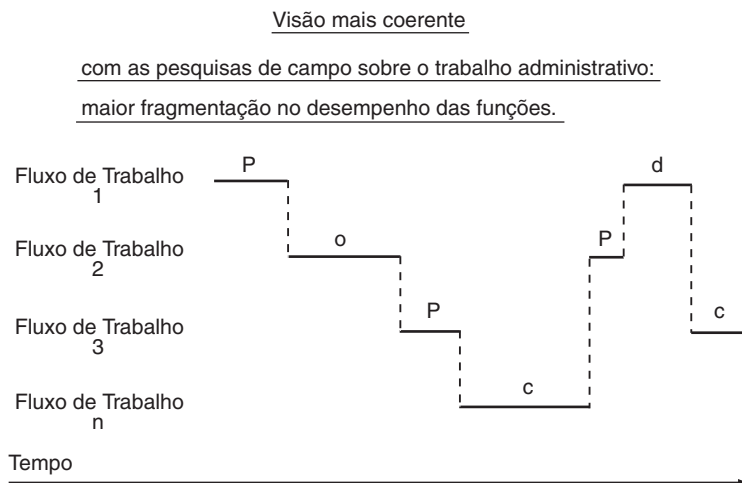 Visão mais coerente
com as pesquisas de campo sobre o trabalho administrativo:
maior fragmentação no desempenho das funções.
P
d
Fluxo de Trabalho
1
o
P
Fluxo de Trabalho
2
P
c
Fluxo de Trabalho
3
c
Fluxo de Trabalho
n
Tempo